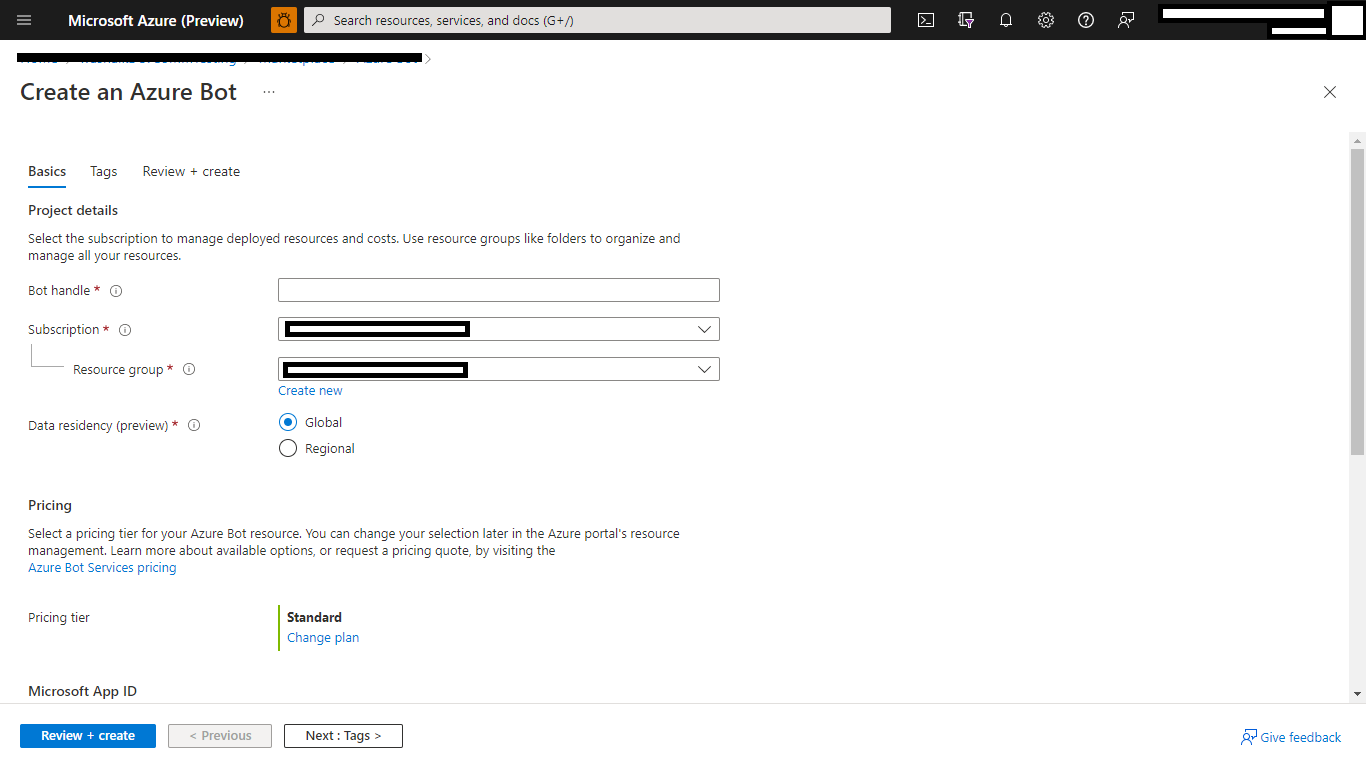 Microsoft Azure (Preview)
Search resources, services, and docs (G+/)
Create an Azure Bot
Basics
Tags
Review + create
Project details
Select the subscription to manage deployed resources and costs. Use resource groups like folders to organize and
manage all your resources.
Bot handle *
Subscription *
Resource group *
Create new
Data residency (preview) *
Global
Regional
Pricing
Select a pricing tier for your Azure Bot resource. You can change your selection later in the Azure portal's resource
management. Learn more about available options, or request a pricing quote, by visiting the
Azure Bot Services pricing
Pricing tier
Standard
Change plan
Microsoft App ID
Review + create
< Previous
Next : Tags >
Give feedback